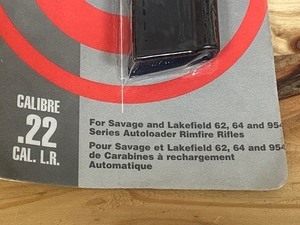 CALIBRE
.22
CAL. L.R.
For Savage and Lakefield 62, 64 and 954
Series Autoloader Rimfire Rifles
Pour Savage et Lakefield 62, 64 and 954
de Carabines à rechargement
Automatique